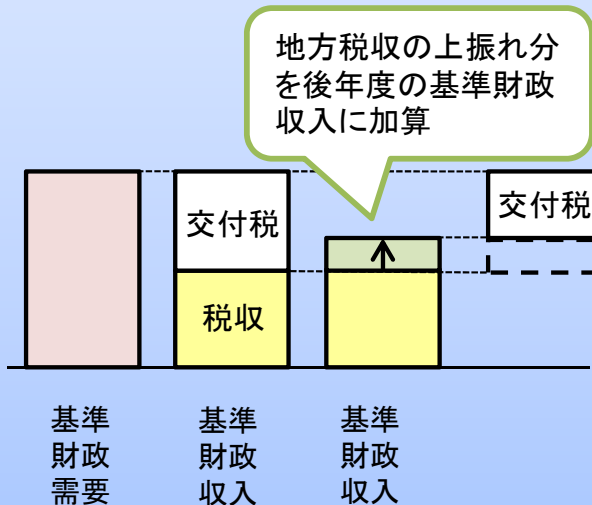 地方税収の上振れ分
を後年度の基準財政
収入に加算
交付税
交付税
税収
基準
財政
需要
基準
財政
収入
基準
財政
収入